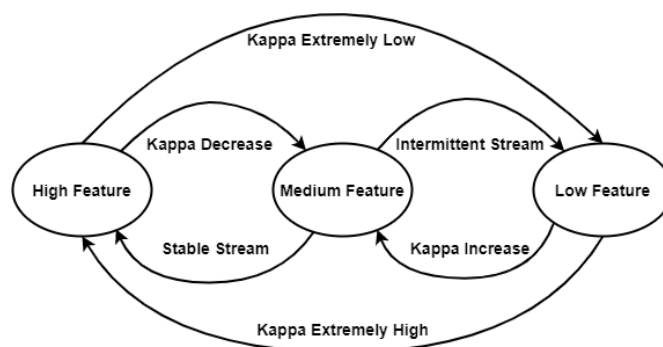 Kappa Extremely Low
Kappa Decrease
Intermittent Stream
High Feature
Medium Feature
Low Feature
Stable Stream
Kappa Increase
Kappa Extremely High